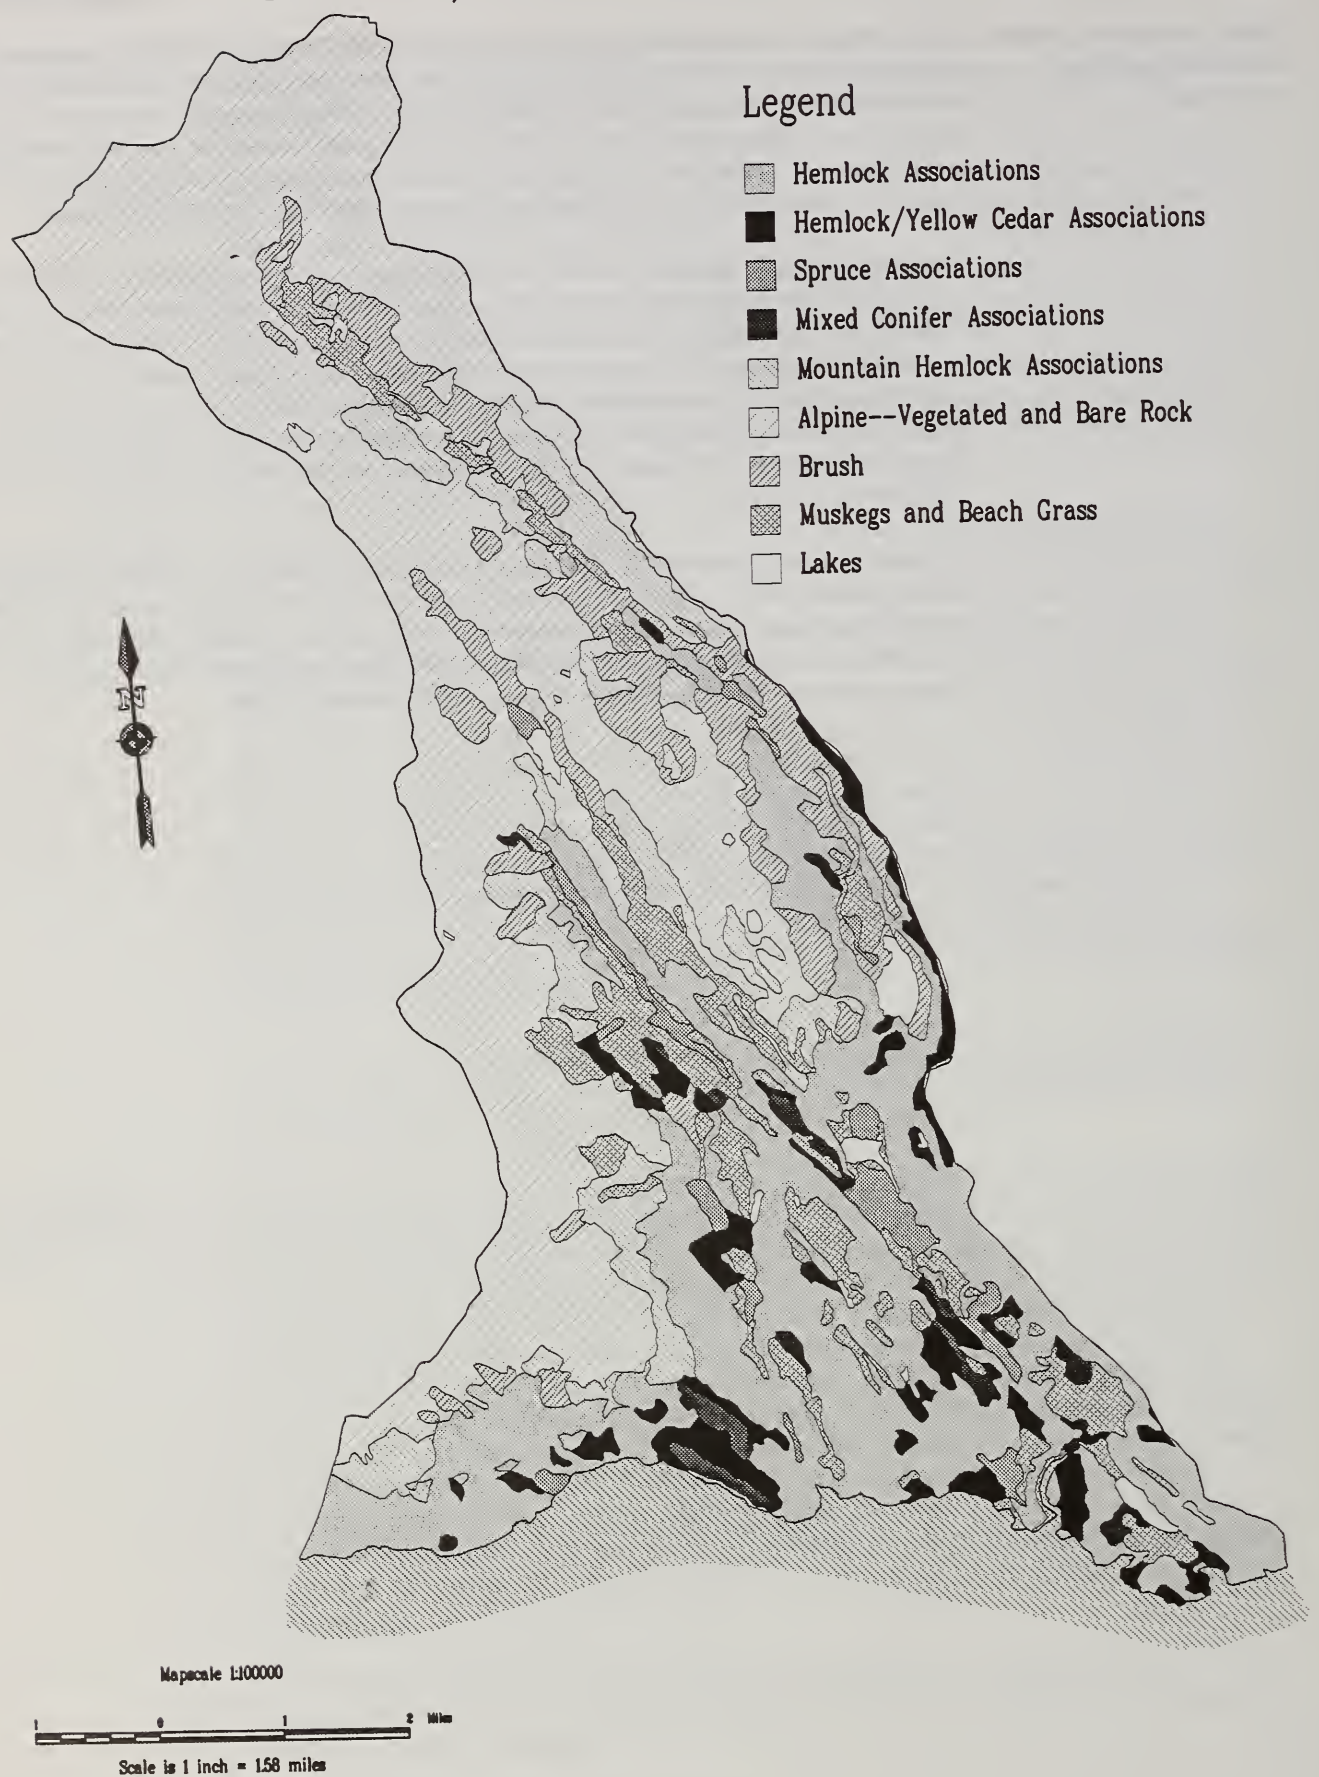 Legend
Hemlock Associations
Hemlock/Yellow Cedar Associations
Spruce Associations
Mixed Conifer Associations
Mountain Hemlock Associations
Alpine--Vegetated and Bare Rock
Brush
Muskegs and Beach Grass
Lakes
N
Mapscale 1:100000
1 0 1 2 Miles
Scale is 1 inch = 1.58 miles